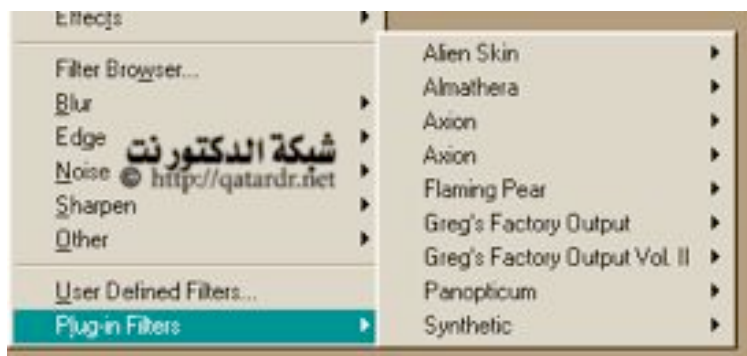 Effects
Filter Browser...
Blur
Edge
Noise
Sharpen
Other
User Defined Filters...
Plug-in Filters
شبكة الدكتور نت
© http://qatardr.net
Alien Skin
Almathera
Axion
Axion
Flaming Pear
Greg's Factory Output
Greg's Factory Output Vol. II
Panopticum
Synthetic